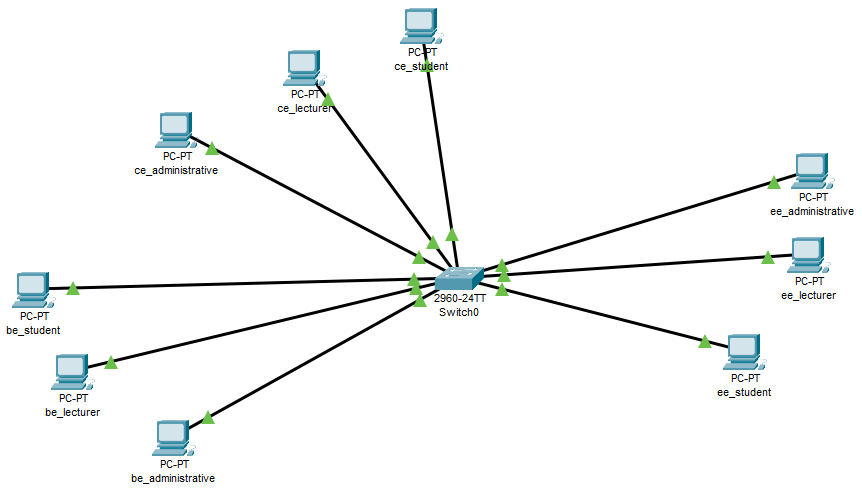 PC-PT
ce_student
PC-PT
ce_lecturer
PC-PT
ce_administrative
PC-PT
ee_administrative
PC-PT
ee_lecturer
2960-24TT
Switch0
PC-PT
be_student
PC-PT
ee_student
PC-PT
be_lecturer
PC-PT
be_administrative